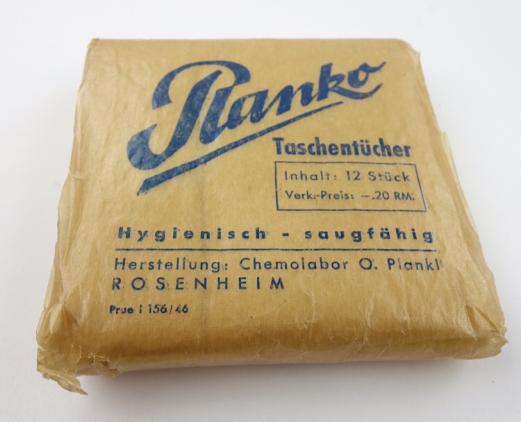 Planko
Taschentücher
Inhalt: 12 Stück
Verk.-Preis: -.20 RM.
Hygienisch - saugfähig
Herstellung: Chemolabor O. Plankl
ROSENHEIM
Prue i 156/46